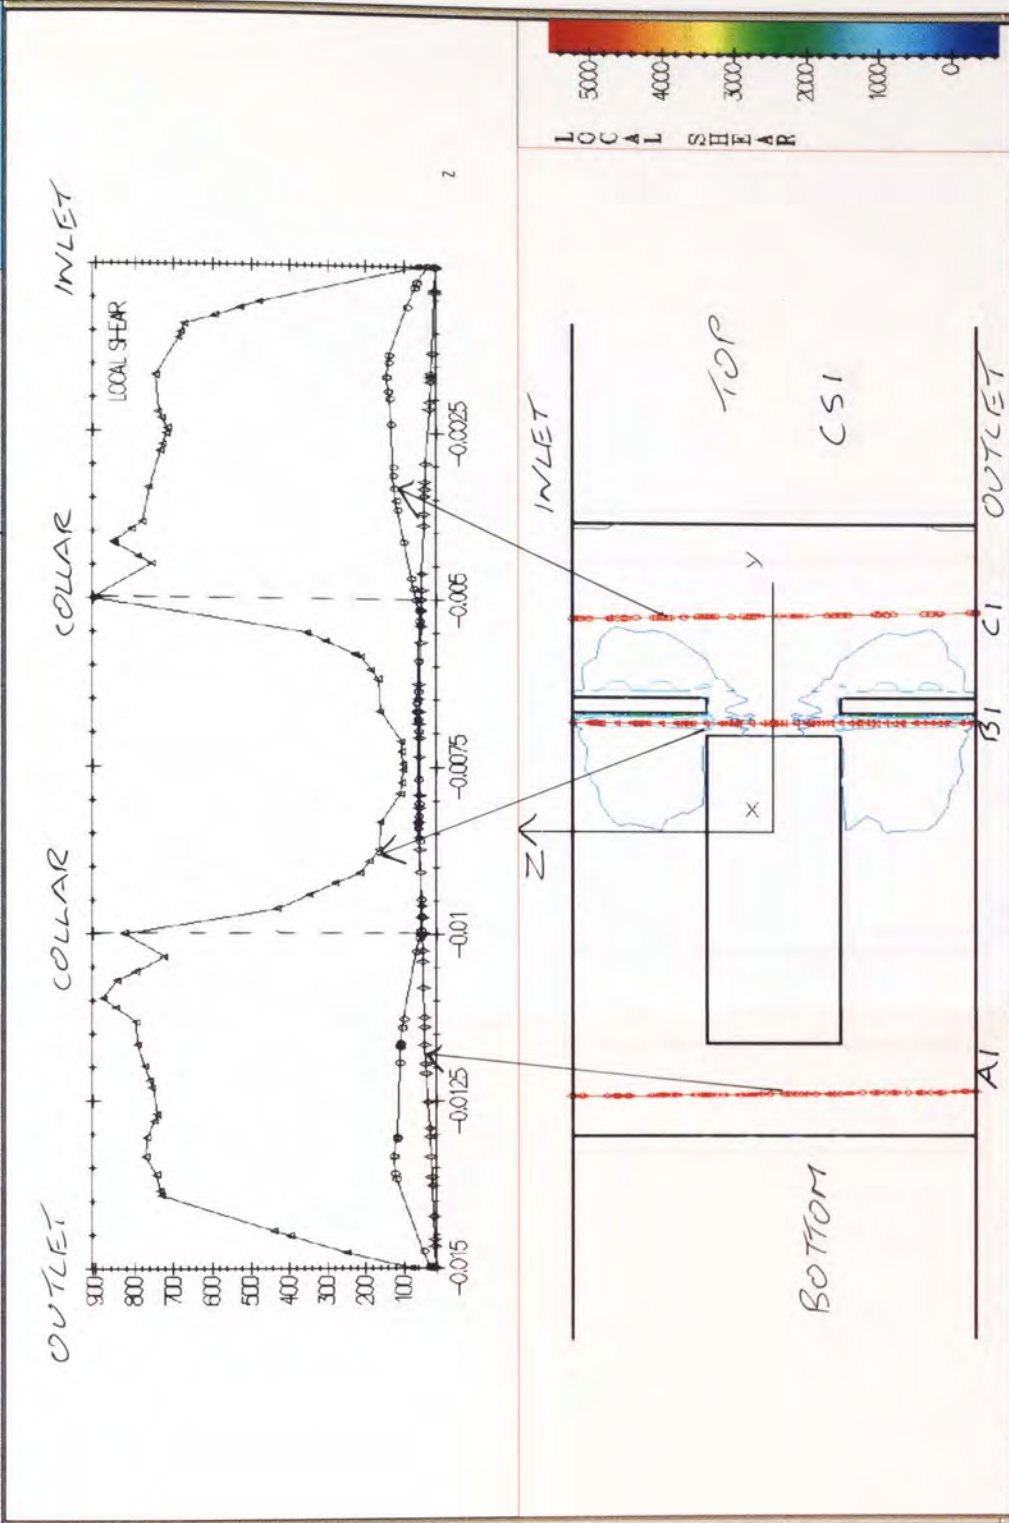 OUTLET
COLLAR
COLLAR
INLET
LOCAL SHEAR
900
800
700
600
500
400
300
200
100
-0.015
-0.0125
-0.01
-0.0075
-0.005
-0.0025
Z
BOTTOM
Z
X
Y
INLET
TOP
CS1
OUTLET
A1
B1
C1
LOCAL SHEAR
5000
4000
3000
2000
1000
0